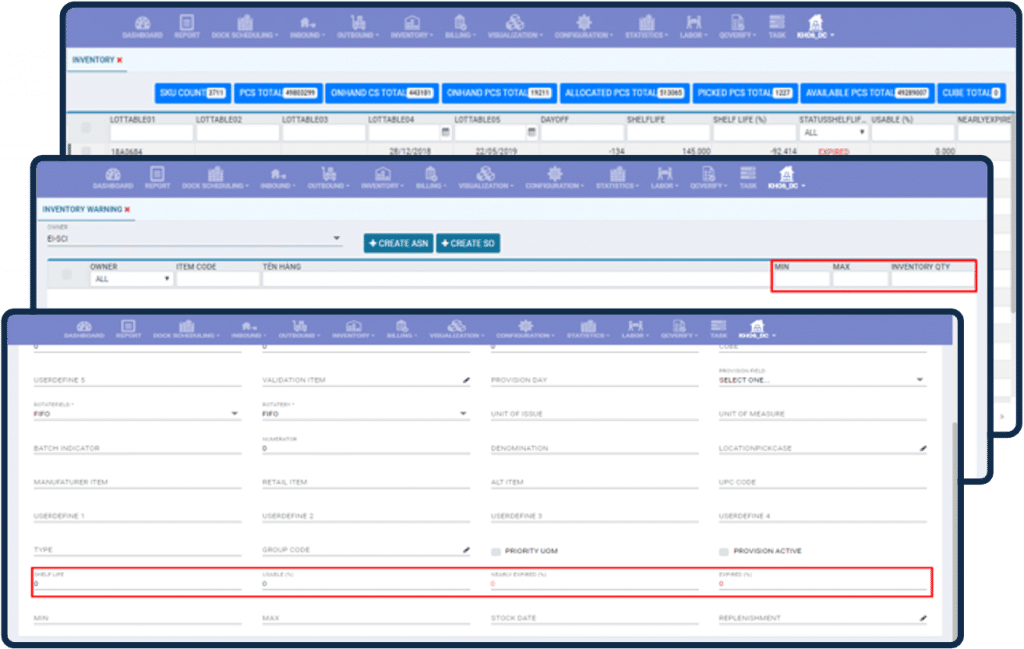 DASHBOARD REPORT DOCK SCHEDULING INBOUND OUTBOUND INVENTORY BILLING VISUALIZATION CONFIGURATION STATISTICS LABOR QCVERIFY TASK KHO6_DC
INVENTORY ×
SKU COUNT 3711 PCS TOTAL 49803299 ONHAND CS TOTAL 443181 ONHAND PCS TOTAL 19211 ALLOCATED PCS TOTAL 513065 PICKED PCS TOTAL 1227 AVAILABLE PCS TOTAL 49289007 CUBE TOTAL 0
LOTTABLE01 LOTTABLE02 LOTTABLE03 LOTTABLE04 LOTTABLE05 DAYOFF SHELFLIFE SHELF LIFE (%) STATUSSHELFLIF... USABLE (%) NEARLYEXPIRE
ALL
18A0684 28/12/2018 22/05/2019 -134 145.000 -92.414 EXPIRED 0.000
DASHBOARD REPORT DOCK SCHEDULING INBOUND OUTBOUND INVENTORY BILLING VISUALIZATION CONFIGURATION STATISTICS LABOR QCVERIFY TASK KHO6_DC
INVENTORY WARNING ×
OWNER
EI-SCI
+ CREATE ASN + CREATE SO
OWNER ITEM CODE TÊN HÀNG MIN MAX INVENTORY QTY
ALL
DASHBOARD REPORT DOCK SCHEDULING INBOUND OUTBOUND INVENTORY BILLING VISUALIZATION CONFIGURATION STATISTICS LABOR QCVERIFY TASK KHO6_DC
0 0 0 CUBE
USERDEFINE 5 VALIDATION ITEM PROVISION DAY PROVISION FIELD
SELECT ONE...
ROTATEFIELD * ROTATEBY *
FIFO FIFO UNIT OF ISSUE UNIT OF MEASURE
NUMERATOR
BATCH INDICATOR 0 DENOMINATION LOCATIONPICKCASE
MANUFATURER ITEM RETAIL ITEM ALT ITEM UPC CODE
USERDEFINE 1 USERDEFINE 2 USERDEFINE 3 USERDEFINE 4
TYPE GROUP CODE PRIORITY UOM PROVISION ACTIVE
SHELF LIFE USABLE (%) NEARLY EXPIRED (%) EXPIRED (%)
0 0 0 0
MIN MAX STOCK DATE REPLENISHMENT